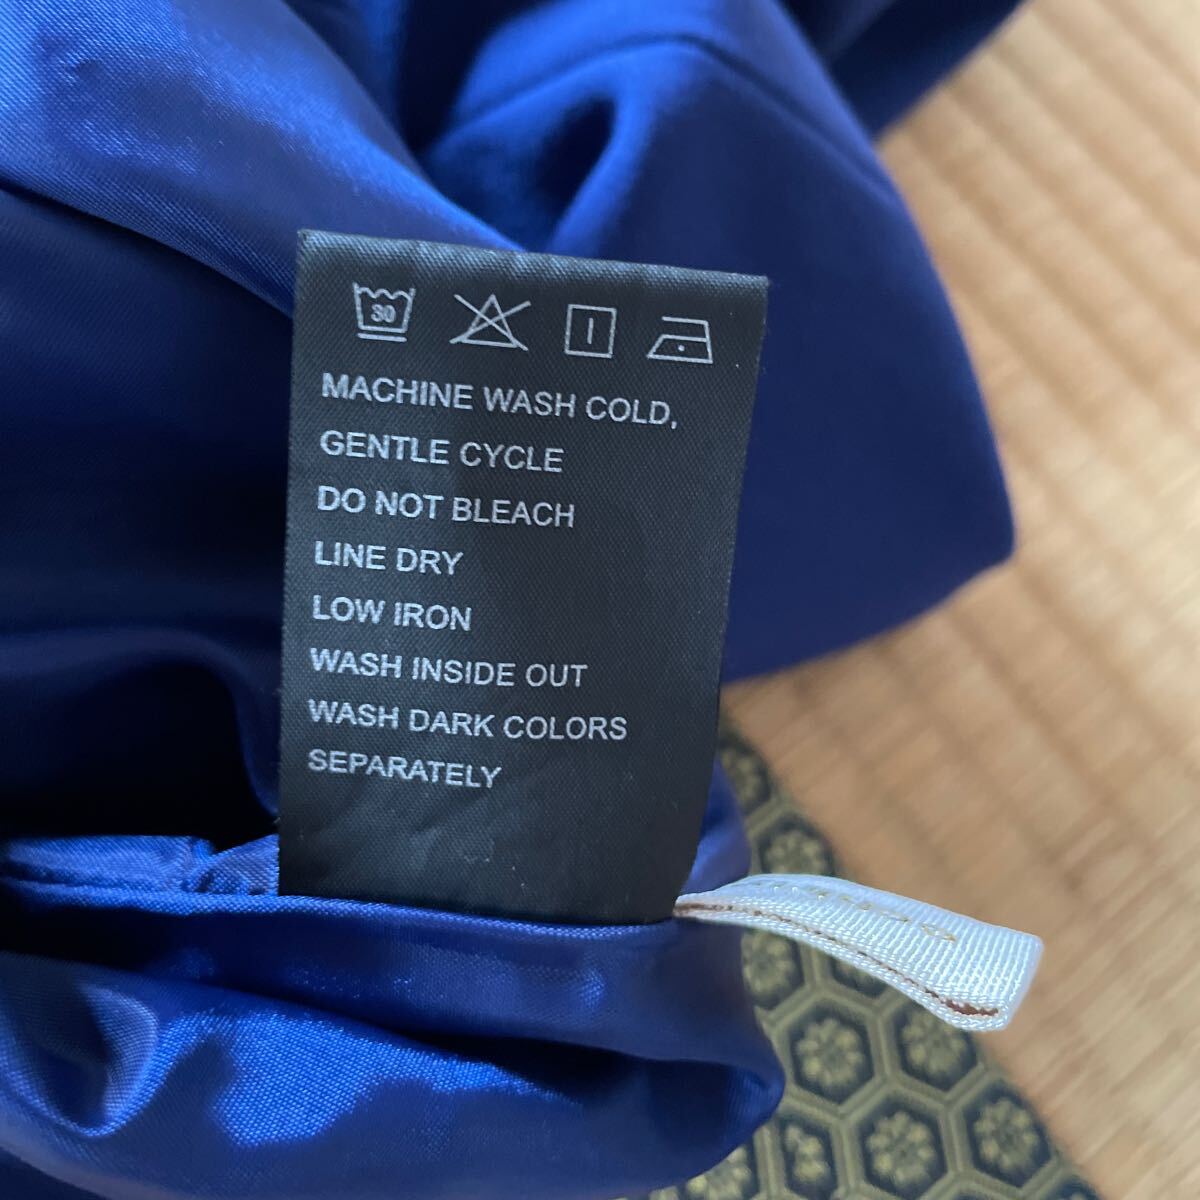 30
MACHINE WASH COLD,
GENTLE CYCLE
DO NOT BLEACH
LINE DRY
LOW IRON
WASH INSIDE OUT
WASH DARK COLORS
SEPARATELY